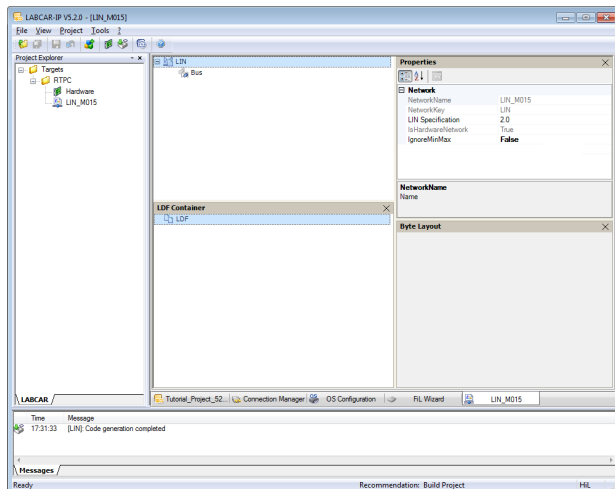 LABCAR-IP V5.2.0 - [LIN_M015]
File View Project Tools ?
Project Explorer
Targets
RTPC
Hardware
LIN_M015
LABCAR
LIN
Bus
LDF Container
LDF
Properties
Network
NetworkName LIN_M015
NetworkKey LIN
LIN Specification 2.0
IsHardwareNetwork True
IgnoreMinMax False
NetworkName
Name
Byte Layout
Tutorial_Project_52... Connection Manager OS Configuration FiL Wizard LIN_M015
Time Message
17:31:33 [LIN]: Code generation completed
Messages
Ready Recommendation: Build Project HiL